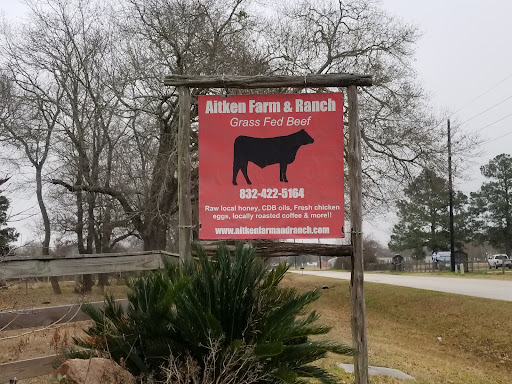 Aitken Farm & Ranch
Grass Fed Beef
832-422-5164
Raw local honey, CDB oils, Fresh chicken
eggs, locally roasted coffee & more!!
www.aitkenfarmandranch.com